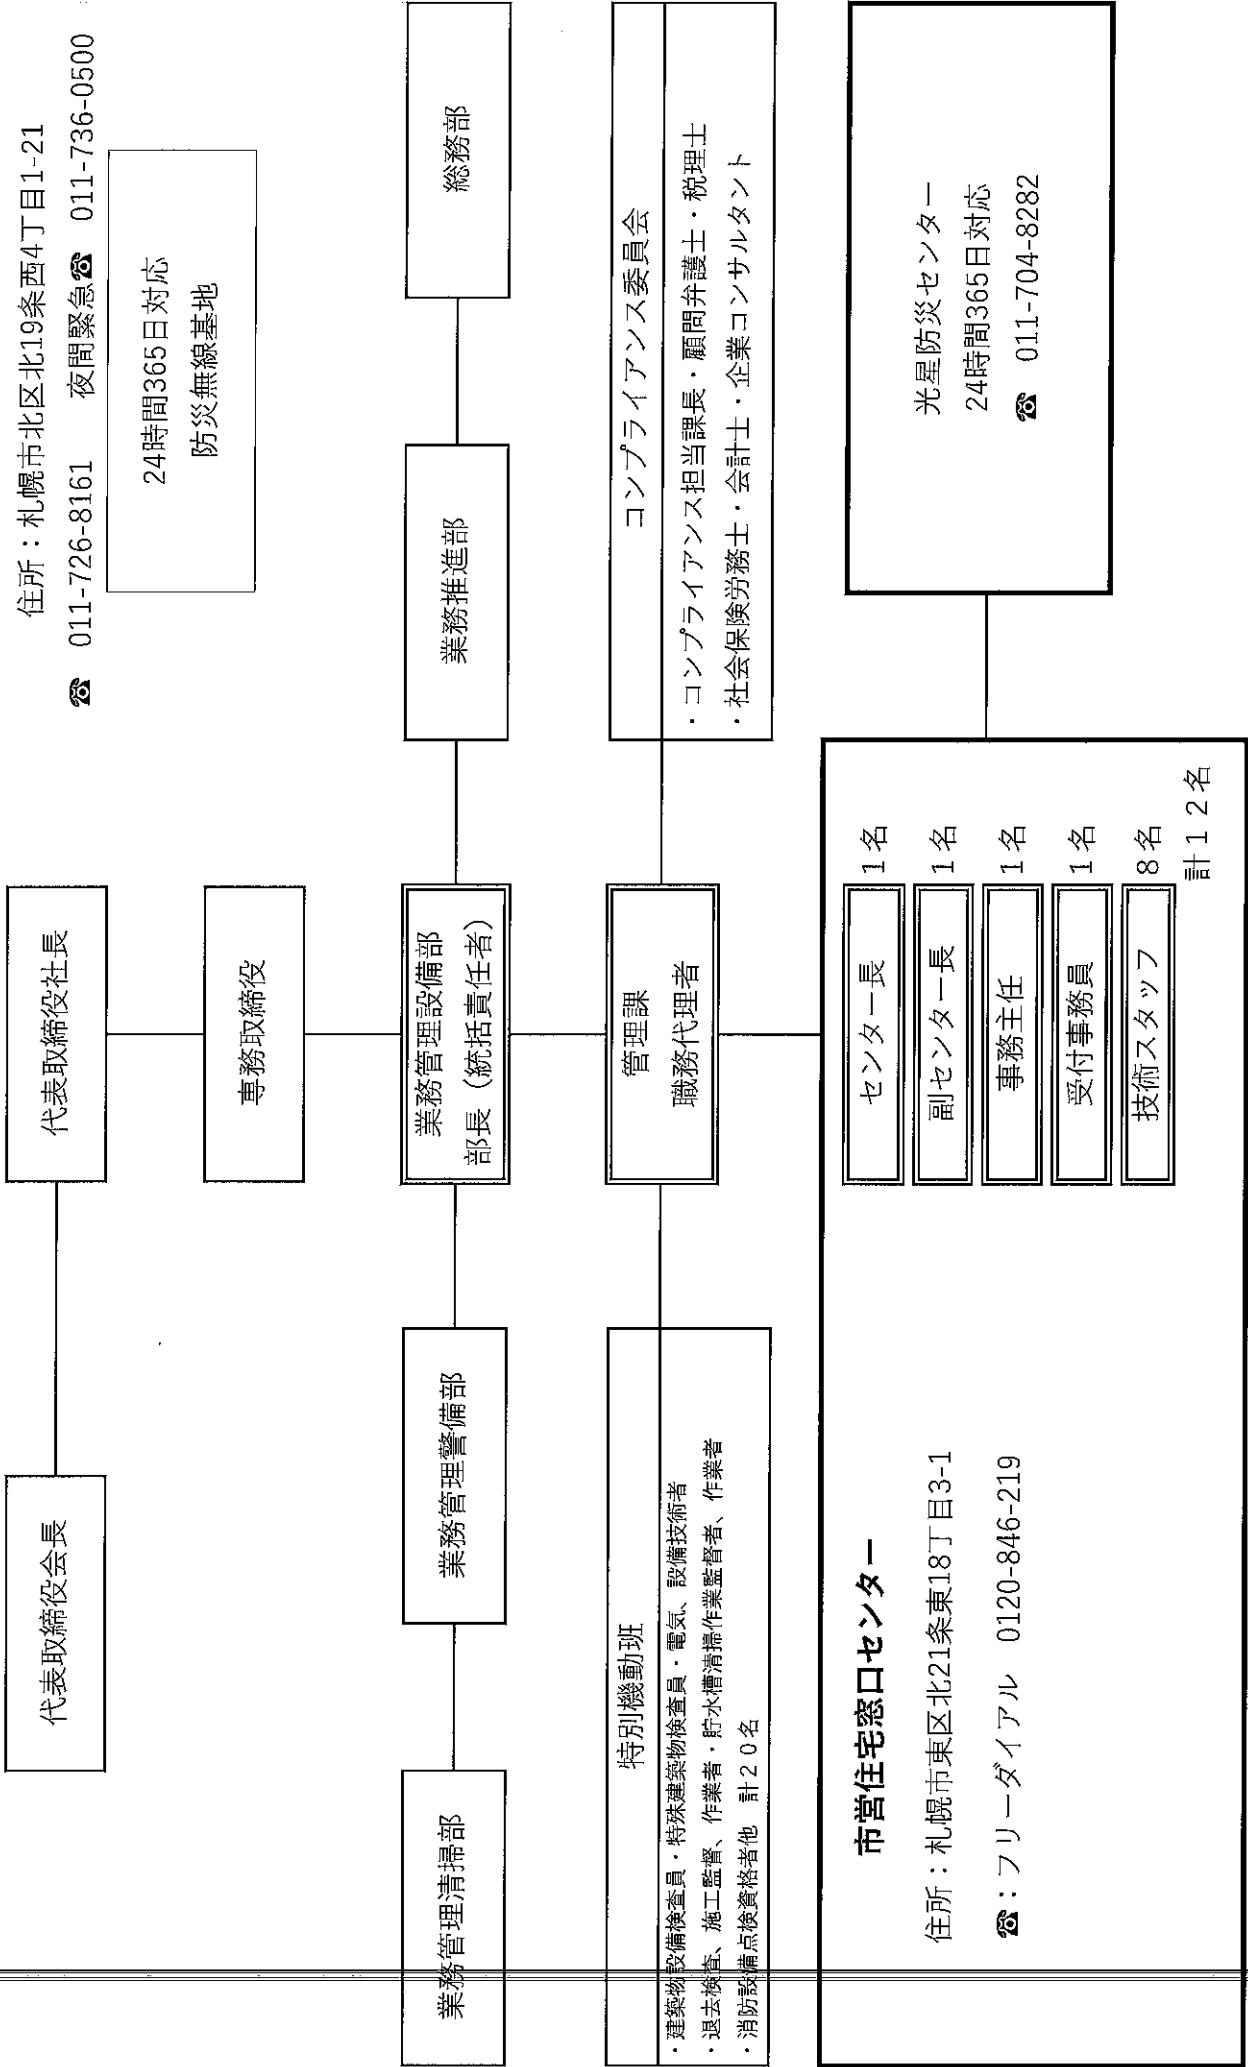 住所：札幌市北区北19条西4丁目1-21
☎ 011-726-8161 夜間緊急☎ 011-736-0500
24時間365日対応
防災無線基地
代表取締役会長
代表取締役社長
専務取締役
業務管理清掃部
業務管理警備部
業務管理設備部
部長（統括責任者）
業務推進部
総務部
特別機動班
・建築物設備検査員・特殊建築物検査員・電気、設備技術者
・退去検査、施工監督、作業者・貯水槽清掃作業監督者、作業者
・消防設備点検資格者他 計２０名
管理課
職務代理者
コンプライアンス委員会
・コンプライアンス担当課長・顧問弁護士・税理士
・社会保険労務士・会計士・企業コンサルタント
市営住宅窓口センター
住所：札幌市東区北21条東18丁目3-1
☎：フリーダイアル 0120-846-219
センター長 1名
副センター長 1名
事務主任 1名
受付事務員 1名
技術スタッフ 8名
計１２名
光星防災センター
24時間365日対応
☎ 011-704-8282